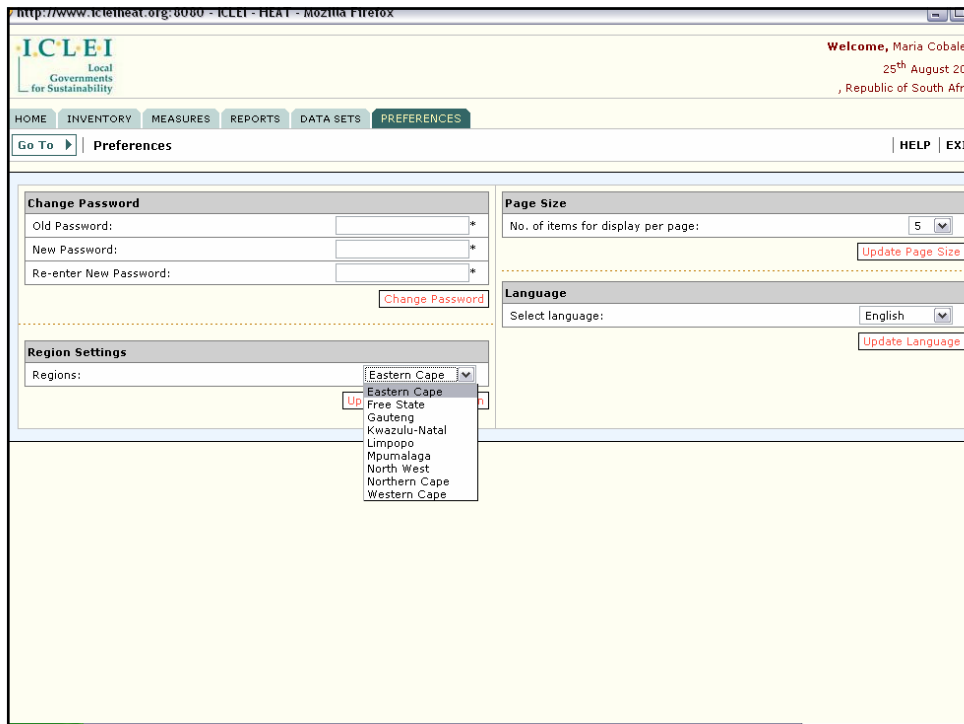 http://www.icleiheat.org:8080 - ICLEI - HEAT - Mozilla Firefox
I.C.L.E.I
Local
Governments
for Sustainability
Welcome, Maria Cobale
25th August 20
, Republic of South Afr
HOME INVENTORY MEASURES REPORTS DATA SETS PREFERENCES
Go To Preferences HELP EX
Change Password
Old Password: *
New Password: *
Re-enter New Password: *
Change Password
Region Settings
Regions: Eastern Cape
Up n
Eastern Cape
Free State
Gauteng
Kwazulu-Natal
Limpopo
Mpumalaga
North West
Northern Cape
Western Cape
Page Size
No. of items for display per page: 5
Update Page Size
Language
Select language: English
Update Language